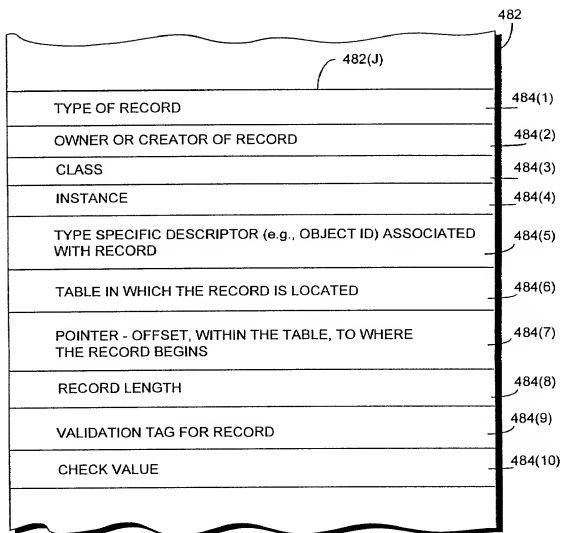 482
482(J)
TYPE OF RECORD 484(1)
OWNER OR CREATOR OF RECORD 484(2)
CLASS 484(3)
INSTANCE 484(4)
TYPE SPECIFIC DESCRIPTOR (e.g., OBJECT ID) ASSOCIATED
WITH RECORD 484(5)
TABLE IN WHICH THE RECORD IS LOCATED 484(6)
POINTER - OFFSET, WITHIN THE TABLE, TO WHERE
THE RECORD BEGINS 484(7)
RECORD LENGTH 484(8)
VALIDATION TAG FOR RECORD 484(9)
CHECK VALUE 484(10)